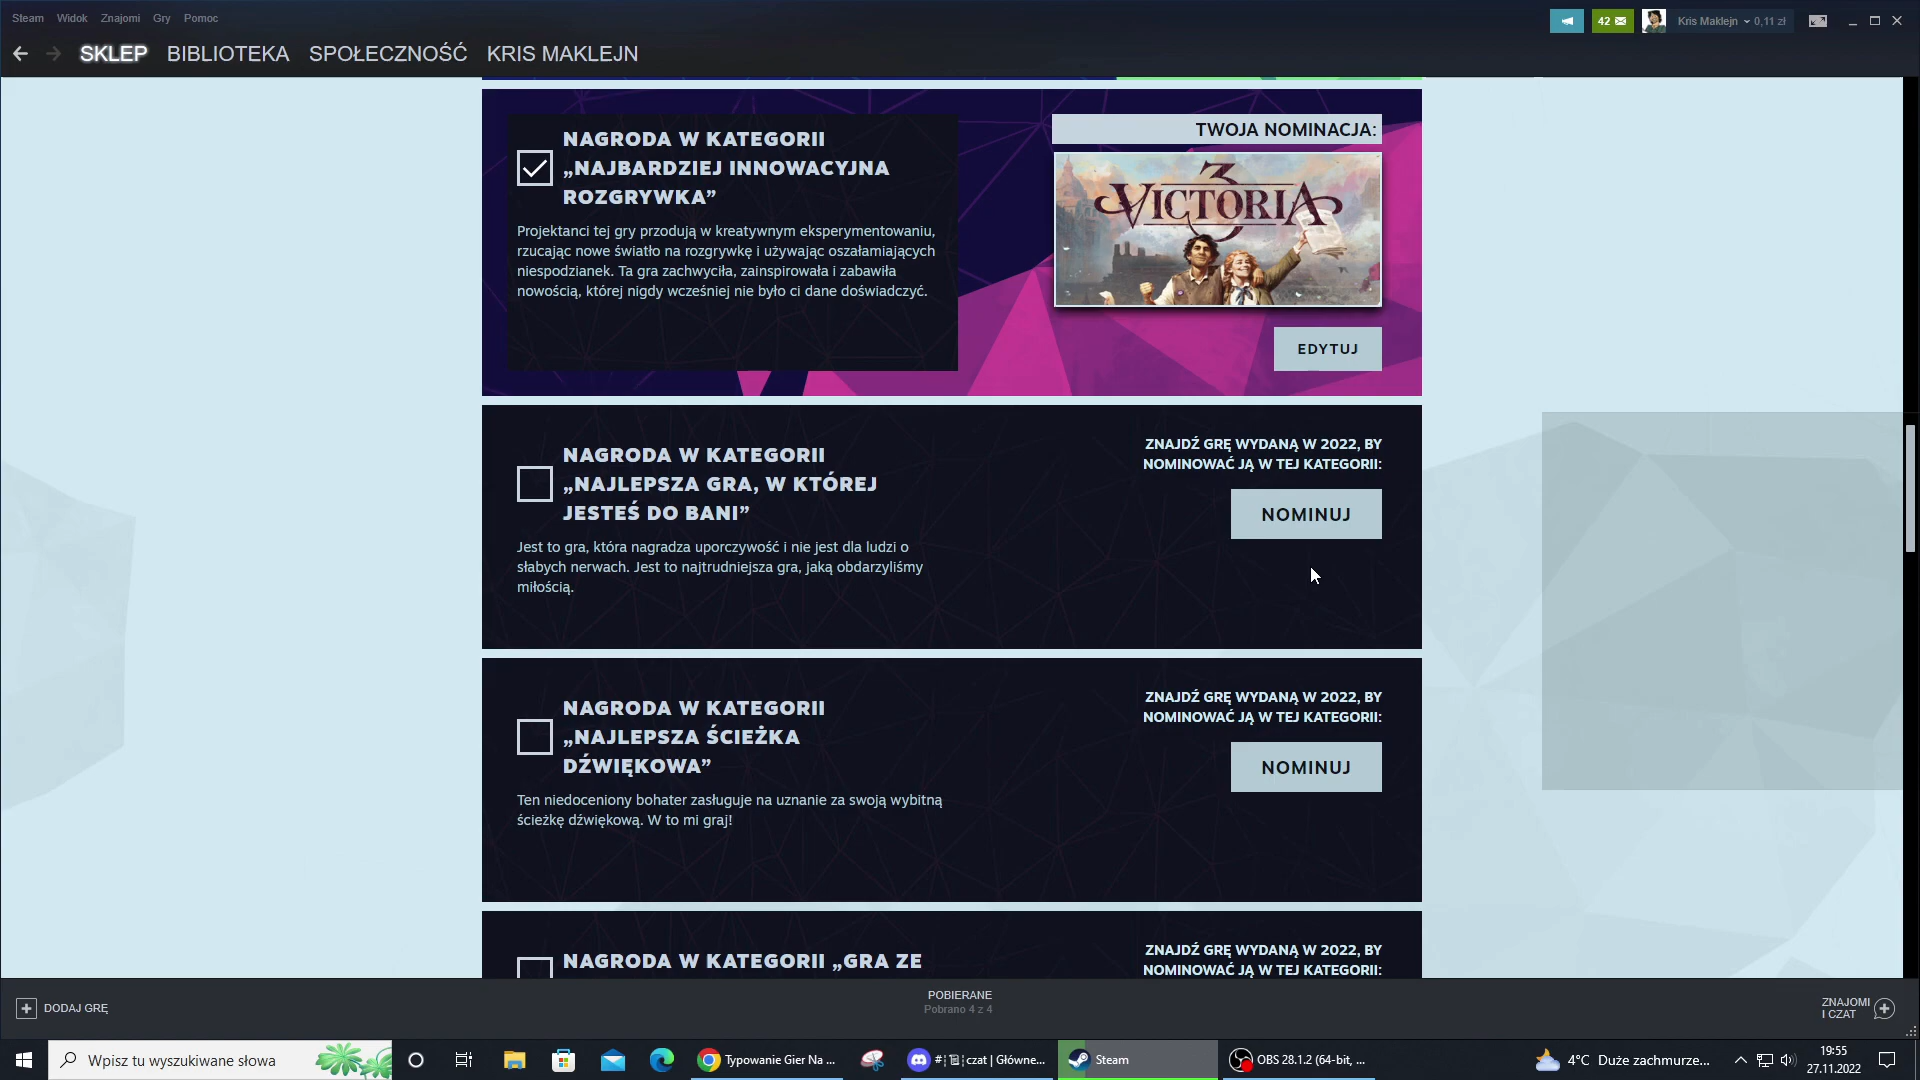 Steam Widok Znajomi Gry Pomoc
42
Kris Maklejn 0,11 zł
SKLEP BIBLIOTEKA SPOŁECZNOŚĆ KRIS MAKLEJN
NAGRODA W KATEGORII
„NAJBARDZIEJ INNOWACYJNA
ROZGRYWKA”
Projektanci tej gry przodują w kreatywnym eksperymentowaniu,
rzucając nowe światło na rozgrywkę i używając oszałamiających
niespodzianek. Ta gra zachwyciła, zainspirowała i zabawiła
nowością, której nigdy wcześniej nie było ci dane doświadczyć.
TWOJA NOMINACJA:
3
VICTORIA
EDYTUJ
NAGRODA W KATEGORII
„NAJLEPSZA GRA, W KTÓREJ
JESTEŚ DO BANI”
Jest to gra, która nagradza uporczywość i nie jest dla ludzi o
słabych nerwach. Jest to najtrudniejsza gra, jaką obdarzyliśmy
miłością.
ZNAJDŹ GRĘ WYDANĄ W 2022, BY
NOMINOWAĆ JĄ W TEJ KATEGORII:
NOMINUJ
NAGRODA W KATEGORII
„NAJLEPSZA ŚCIEŻKA
DŹWIĘKOWA”
Ten niedoceniony bohater zasługuje na uznanie za swoją wybitną
ścieżkę dźwiękową. W to mi graj!
ZNAJDŹ GRĘ WYDANĄ W 2022, BY
NOMINOWAĆ JĄ W TEJ KATEGORII:
NOMINUJ
NAGRODA W KATEGORII „GRA ZE
ZNAJDŹ GRĘ WYDANĄ W 2022, BY
NOMINOWAĆ JĄ W TEJ KATEGORII:
DODAJ GRĘ
POBIERANE
Pobrano 4 z 4
ZNAJOMI
I CZAT
Wpisz tu wyszukiwane słowa
Typowanie Gier Na ...
czat | Główne...
Steam
OBS 28.1.2 (64-bit, ...
4°C Duże zachmurze...
19:55
27.11.2022